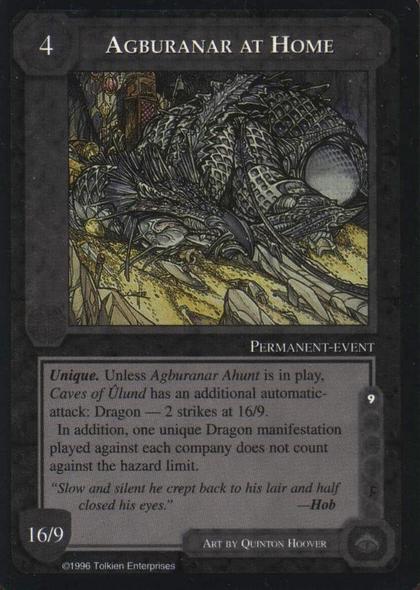 4
AGBURANAR AT HOME
PERMANENT-EVENT
Unique. Unless Agburanar Ahunt is in play,
Caves of Ûlund has an additional automatic-
attack: Dragon — 2 strikes at 16/9.
In addition, one unique Dragon manifestation
played against each company does not count
against the hazard limit.
“Slow and silent he crept back to his lair and half
closed his eyes.” —Hob
9
F
16/9
ART BY QUINTON HOOVER
©1996 Tolkien Enterprises